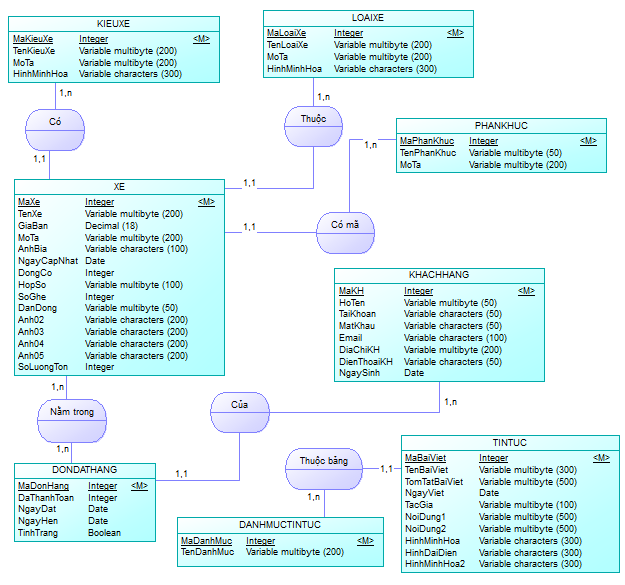 KIEUXE
MaKieuXe Integer <M>
TenKieuXe Variable multibyte (200)
MoTa Variable multibyte (200)
HinhMinhHoa Variable characters (300)
LOAIXE
MaLoaiXe Integer <M>
TenLoaiXe Variable multibyte (200)
MoTa Variable multibyte (200)
HinhMinhHoa Variable characters (300)
1,n
1,n
Có
Thuộc
1,n
PHANKHUC
MaPhanKhuc Integer <M>
TenPhanKhuc Variable multibyte (50)
MoTa Variable multibyte (200)
1,1
1,1
XE
MaXe Integer <M>
TenXe Variable multibyte (200)
GiaBan Decimal (18)
MoTa Variable multibyte (200)
AnhBia Variable characters (100)
NgayCapNhat Date
DongCo Integer
HopSo Variable multibyte (100)
SoGhe Integer
DanDong Variable multibyte (50)
Anh02 Variable characters (200)
Anh03 Variable characters (200)
Anh04 Variable characters (200)
Anh05 Variable characters (200)
SoLuongTon Integer
1,1
Có mã
KHACHHANG
MaKH Integer <M>
HoTen Variable multibyte (50)
TaiKhoan Variable characters (50)
MatKhau Variable characters (50)
Email Variable characters (100)
DiaChiKH Variable multibyte (200)
DienThoaiKH Variable characters (50)
NgaySinh Date
1,n
1,n
Nằm trong
Của
1,n
1,1
DONDATHANG
MaDonHang Integer <M>
DaThanhToan Integer
NgayDat Date
NgayHen Date
TinhTrang Boolean
Thuộc bằng
1,1
1,n
DANHMUCTINTUC
MaDanhMuc Integer <M>
TenDanhMuc Variable multibyte (200)
TINTUC
MaBaiViet Integer <M>
TenBaiViet Variable multibyte (300)
TomTatBaiViet Variable multibyte (500)
NgayViet Date
TacGia Variable multibyte (100)
NoiDung1 Variable multibyte (500)
NoiDung2 Variable multibyte (500)
HinhMinhHoa Variable characters (300)
HinhDaiDien Variable characters (300)
HinhMinhHoa2 Variable characters (300)